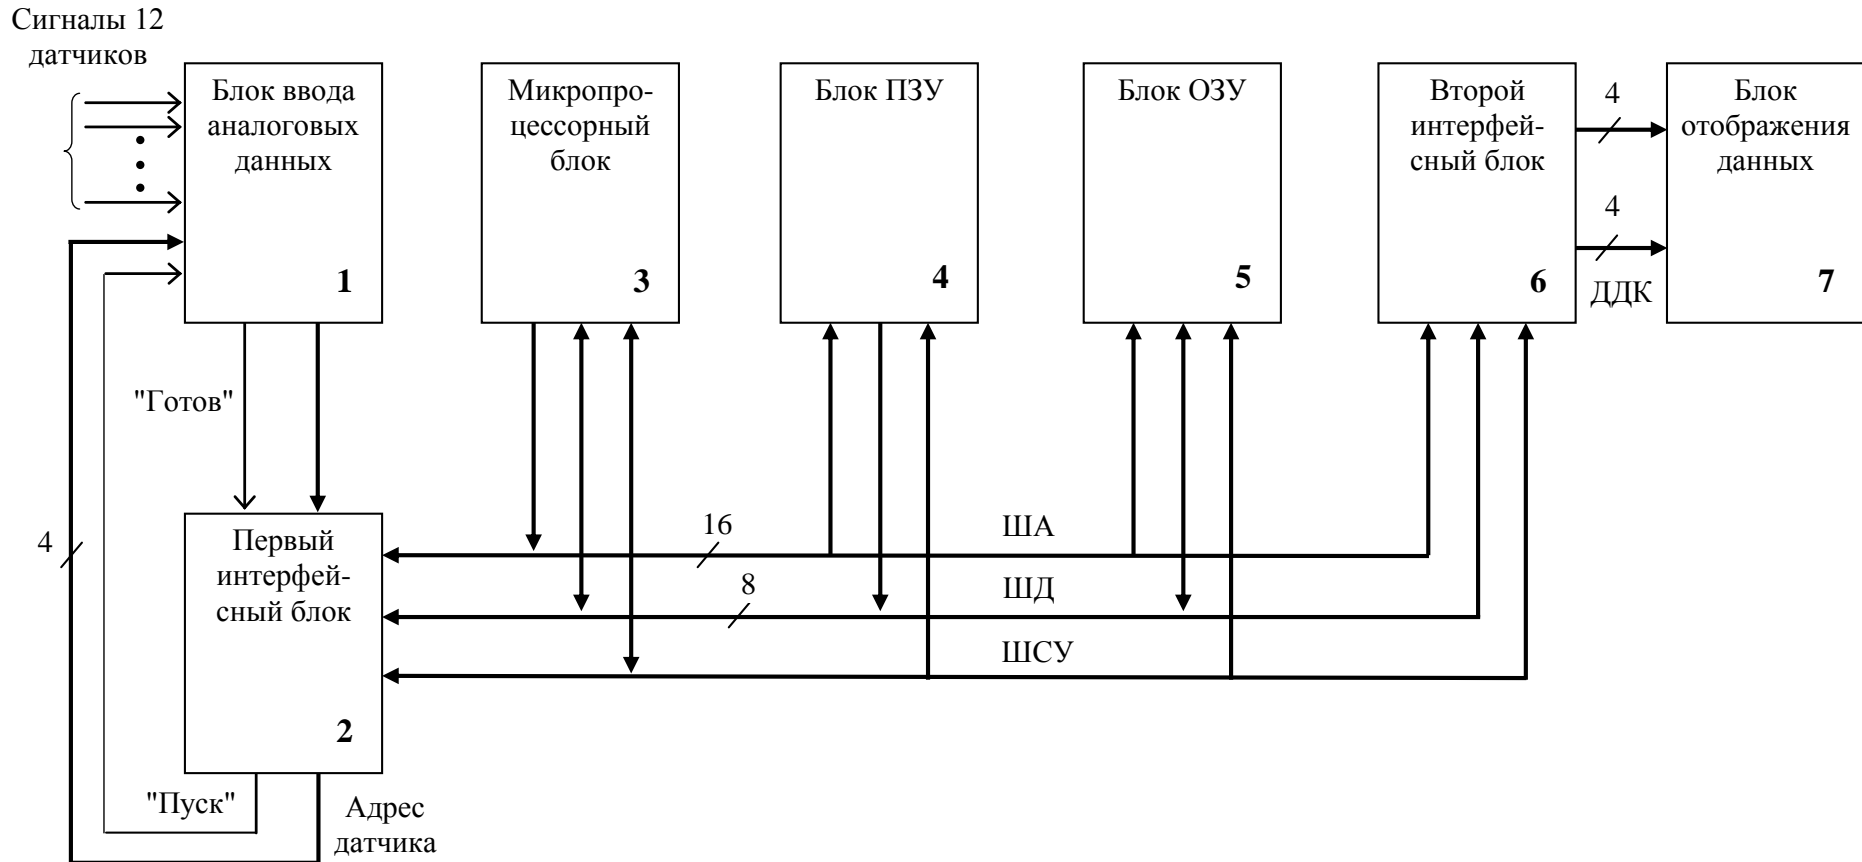 Сигналы 12
датчиков
Блок ввода
аналоговых
данных
1
Микропро-
цессорный
блок
3
Блок ПЗУ
4
Блок ОЗУ
5
Второй
интерфей-
сный блок
6
4
4
ДДК
Блок
отображения
данных
7
"Готов"
4
Первый
интерфей-
сный блок
2
16
ША
8
ШД
ШСУ
"Пуск"
Адрес
датчика